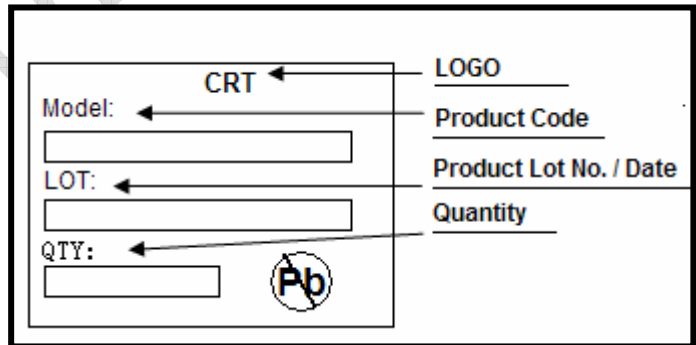 CRT
LOGO
Model:
Product Code
LOT:
Product Lot No. / Date
QTY:
Quantity
Pb